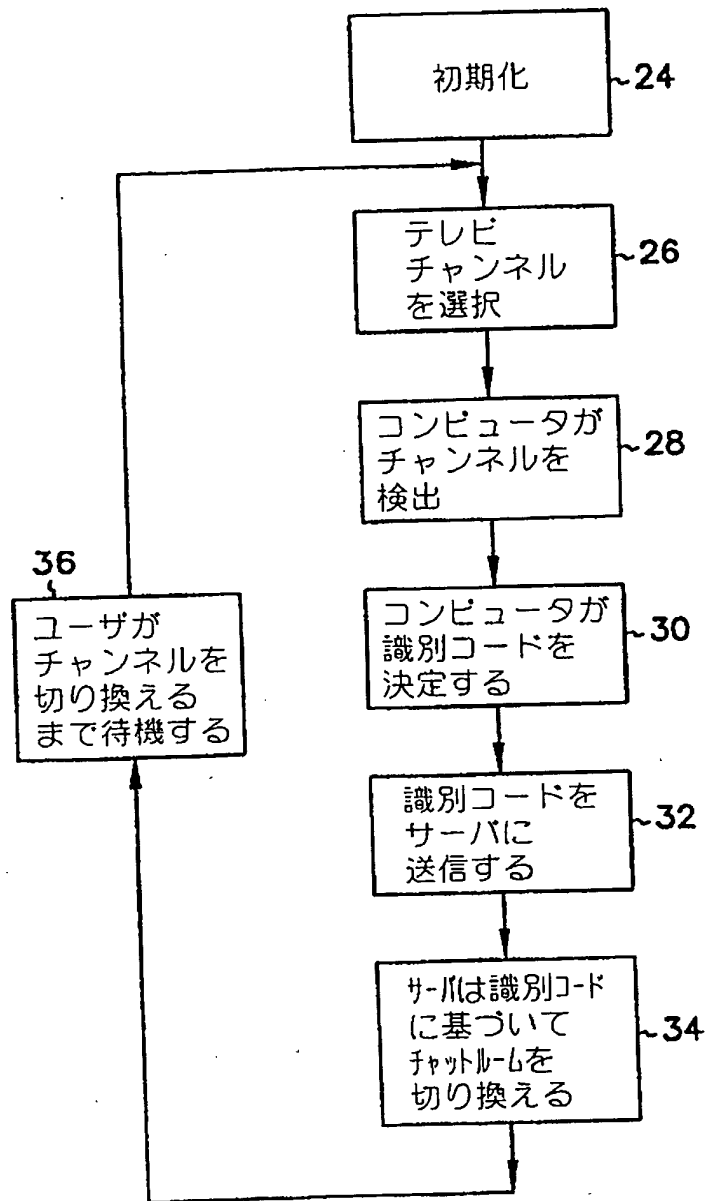 初期化
~24
テレビ
チャンネル
を選択
~26
コンピュータが
チャンネルを
検出
~28
コンピュータが
識別コードを
決定する
~30
識別コードを
サーバに
送信する
~32
サーバは識別コード
に基づいて
チャットルームを
切り換える
~34
36
ユーザが
チャンネルを
切り換える
まで待機する